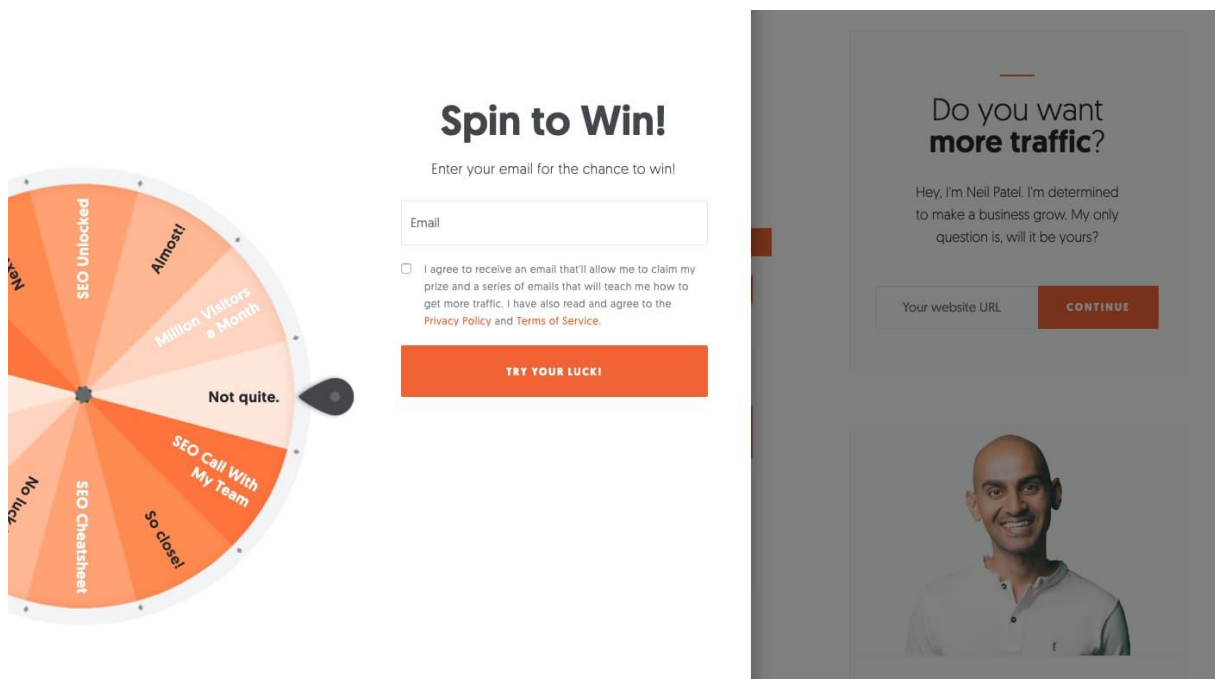 Spin to Win!
Enter your email for the chance to win!
Email
I agree to receive an email that'll allow me to claim my
prize and a series of emails that will teach me how to
get more traffic. I have also read and agree to the
Privacy Policy and Terms of Service.
TRY YOUR LUCK!
SEO Unlocked
Almost!
Million Visitors
a Month
Not quite.
SEO Call With
My Team
So close!
SEO Cheatsheet
Do you want
more traffic?
Hey, I'm Neil Patel. I'm determined
to make a business grow. My only
question is, will it be yours?
Your website URL
CONTINUE